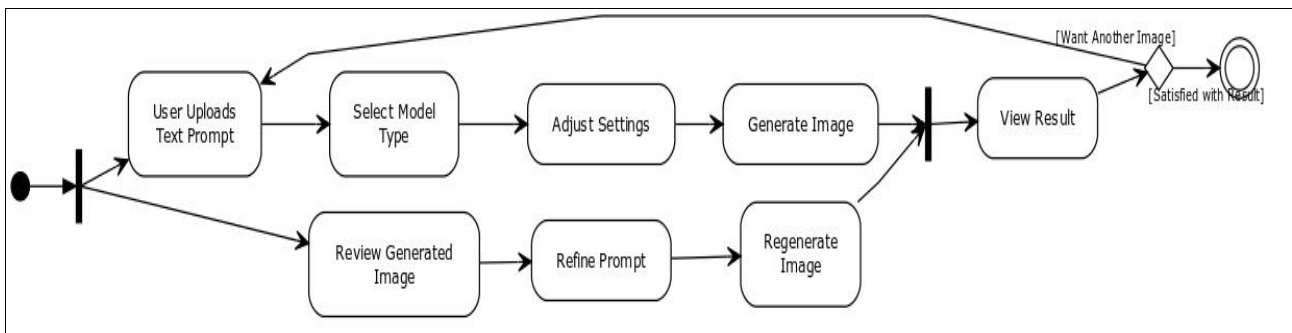 [Want Another Image]
[Satisfied with Result]
User Uploads
Text Prompt
Select Model
Type
Adjust Settings
Generate Image
View Result
Review Generated
Image
Refine Prompt
Regenerate
Image